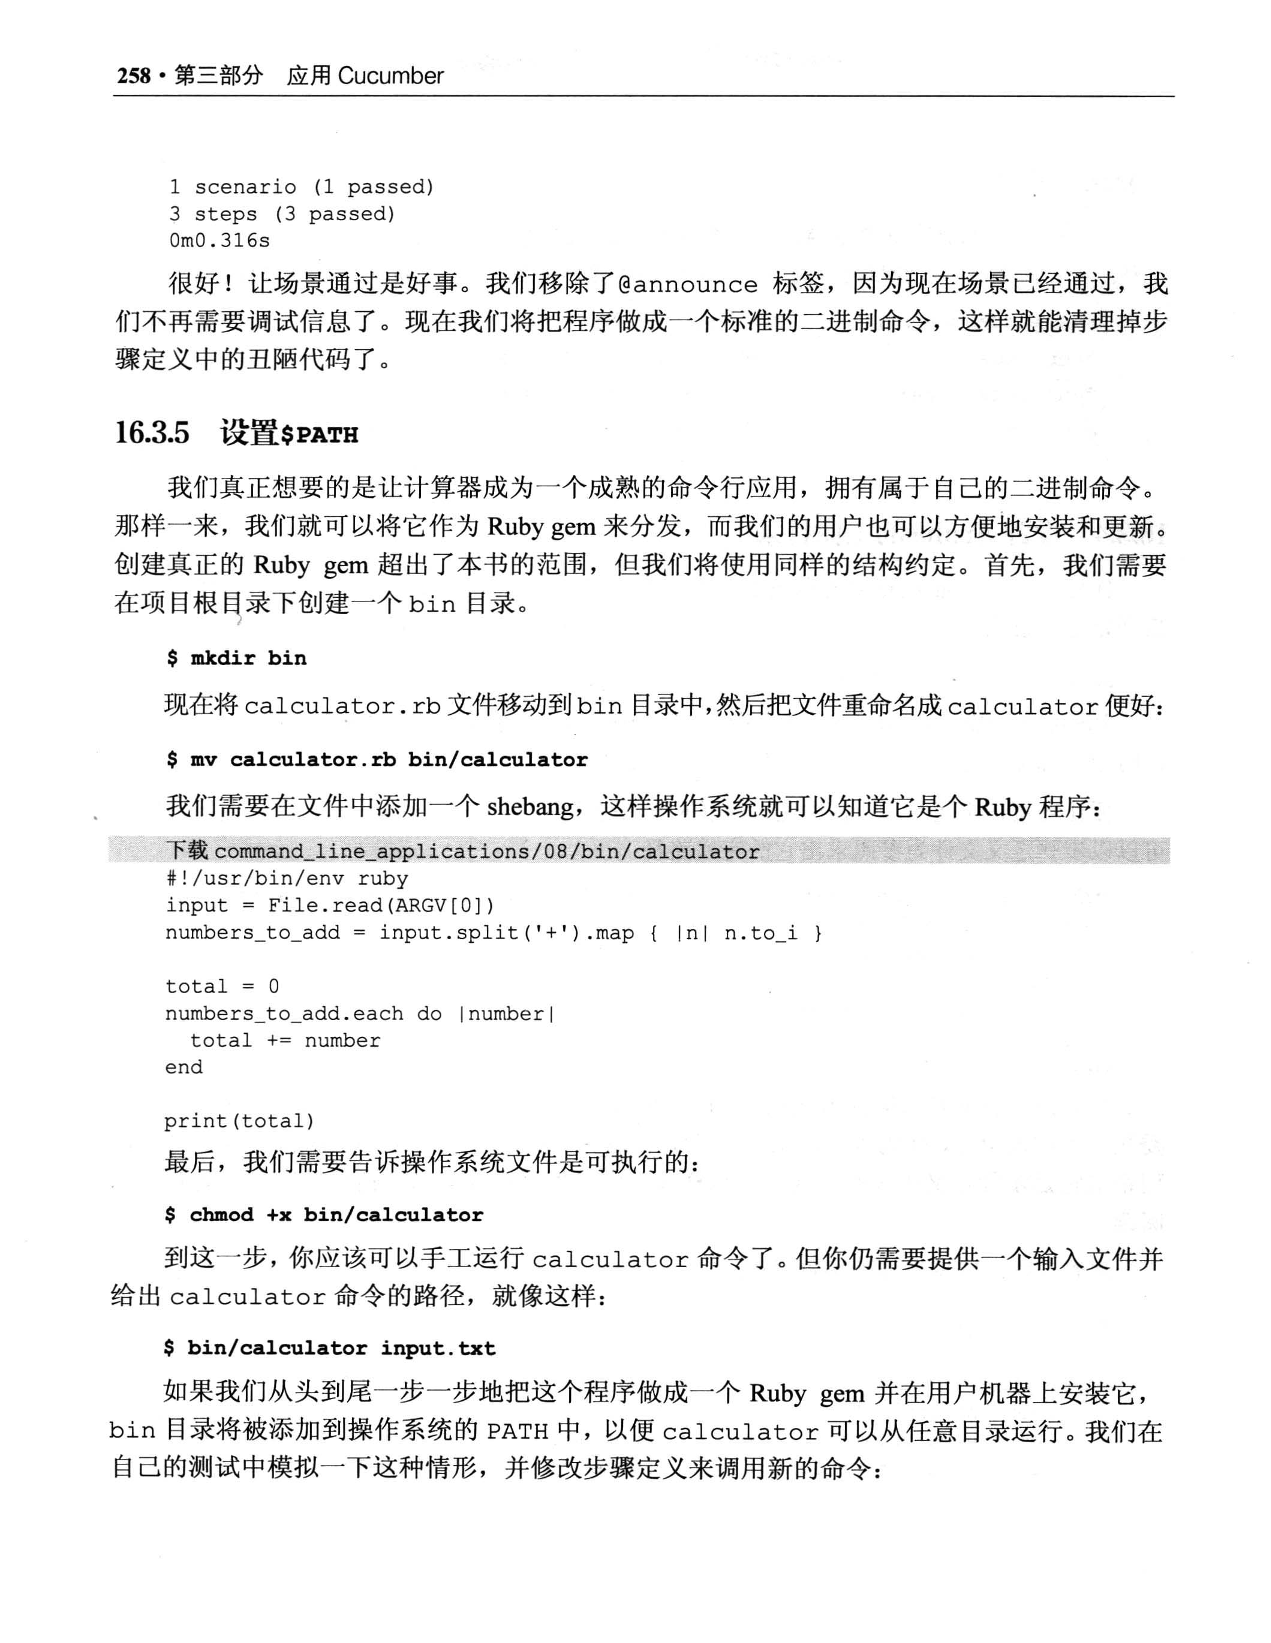 258 • 第三部分 应用 Cucumber
1 scenario (1 passed)
3 steps (3 passed)
0m0.316s
很好！让场景通过是好事。我们移除了@announce 标签，因为现在场景已经通过，我
们不再需要调试信息了。现在我们将把程序做成一个标准的二进制命令，这样就能清理掉步
骤定义中的丑陋代码了。
16.3.5 设置$PATH
我们真正想要的是让计算器成为一个成熟的命令行应用，拥有属于自己的二进制命令。
那样一来，我们就可以将它作为 Ruby gem 来分发，而我们的用户也可以方便地安装和更新。
创建真正的 Ruby gem 超出了本书的范围，但我们将使用同样的结构约定。首先，我们需要
在项目根目录下创建一个 bin 目录。
$ mkdir bin
现在将 calculator.rb 文件移动到 bin 目录中，然后把文件重命名成 calculator 便好：
$ mv calculator.rb bin/calculator
我们需要在文件中添加一个 shebang，这样操作系统就可以知道它是个 Ruby 程序：
下载 command_line_applications/08/bin/calculator
#!/usr/bin/env ruby
input = File.read(ARGV[0])
numbers_to_add = input.split('+').map { |n| n.to_i }
total = 0
numbers_to_add.each do |number|
  total += number
end
print(total)
最后，我们需要告诉操作系统文件是可执行的：
$ chmod +x bin/calculator
到这一步，你应该可以手工运行 calculator 命令了。但你仍需要提供一个输入文件并
给出 calculator 命令的路径，就像这样：
$ bin/calculator input.txt
如果我们从头到尾一步一步地把这个程序做成一个 Ruby gem 并在用户机器上安装它，
bin 目录将被添加到操作系统的 PATH 中，以便 calculator 可以从任意目录运行。我们在
自己的测试中模拟一下这种情形，并修改步骤定义来调用新的命令：